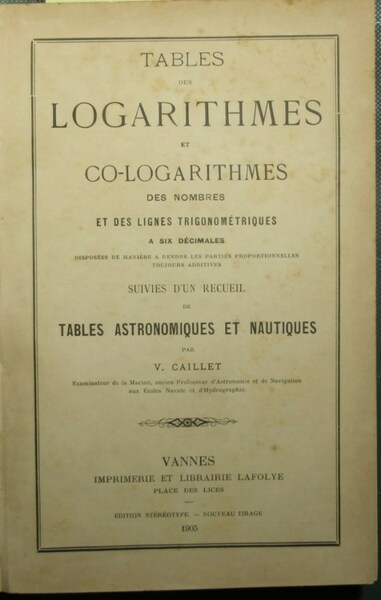 TABLES
DES
LOGARITHMES
ET
CO-LOGARITHMES
DES NOMBRES
ET DES LIGNES TRIGONOMÉTRIQUES
A SIX DÉCIMALES
DISPOSÉES DE MANIÈRE A RENDRE LES PARTIES PROPORTIONNELLES
TOUJOURS ADDITIVES
SUIVIES D'UN RECUEIL
DE
TABLES ASTRONOMIQUES ET NAUTIQUES
PAR
V. CAILLET
Examinateur de la Marine, ancien Professeur d'Astronomie et de Navigation
aux Écoles Navale et d'Hydrographie
VANNES
IMPRIMERIE ET LIBRAIRIE LAFOLYE
PLACE DES LICES
EDITION STÉRÉOTYPE. — NOUVEAU TIRAGE
1905